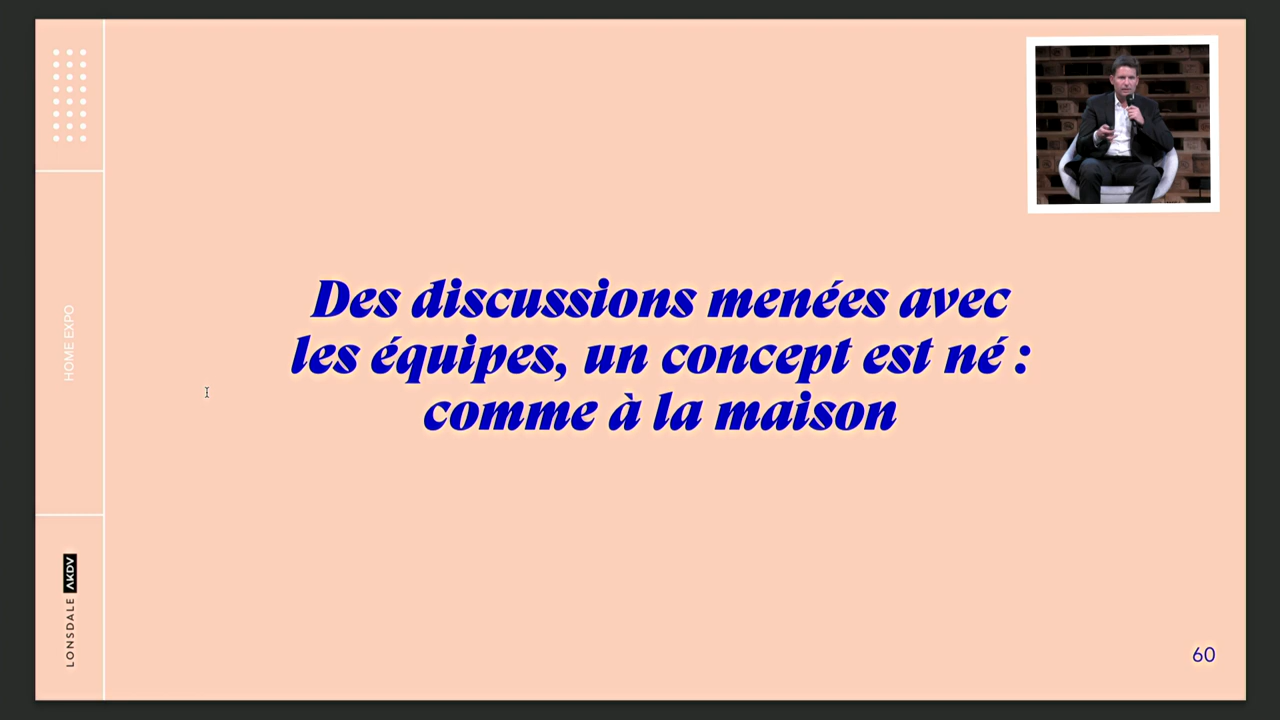 HOME EXPO
LONSDALE AKDV
Des discussions menées avec
les équipes, un concept est né :
comme à la maison
60